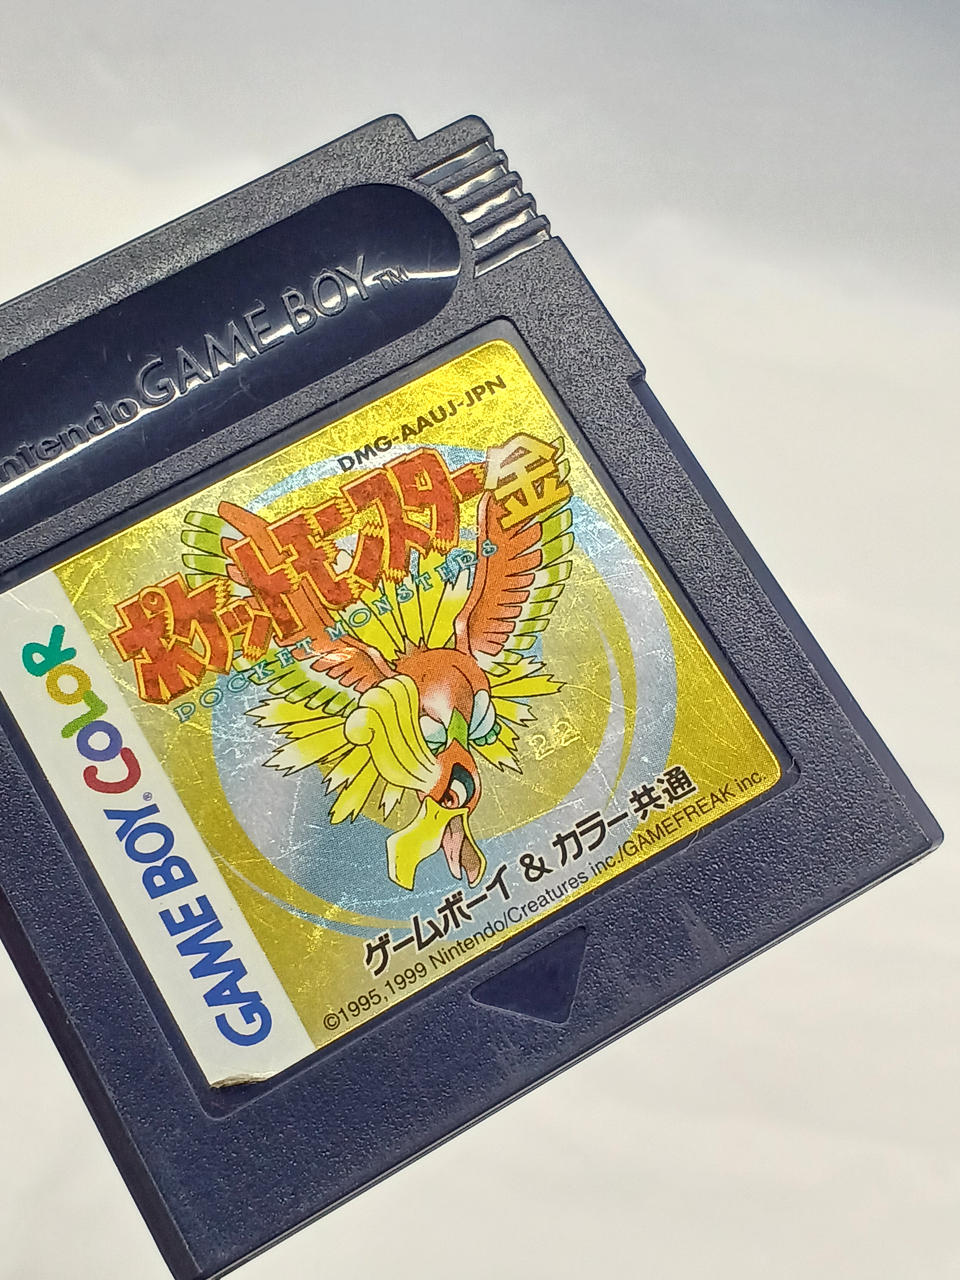 Nintendo GAME BOY™
DMG-AAUJ-JPN
ポケットモンスター金
POCKET MONSTERS
GAME BOY® COLOR
22
ゲームボーイ & カラー共通
©1995,1999 Nintendo/Creatures inc./GAMEFREAK inc.